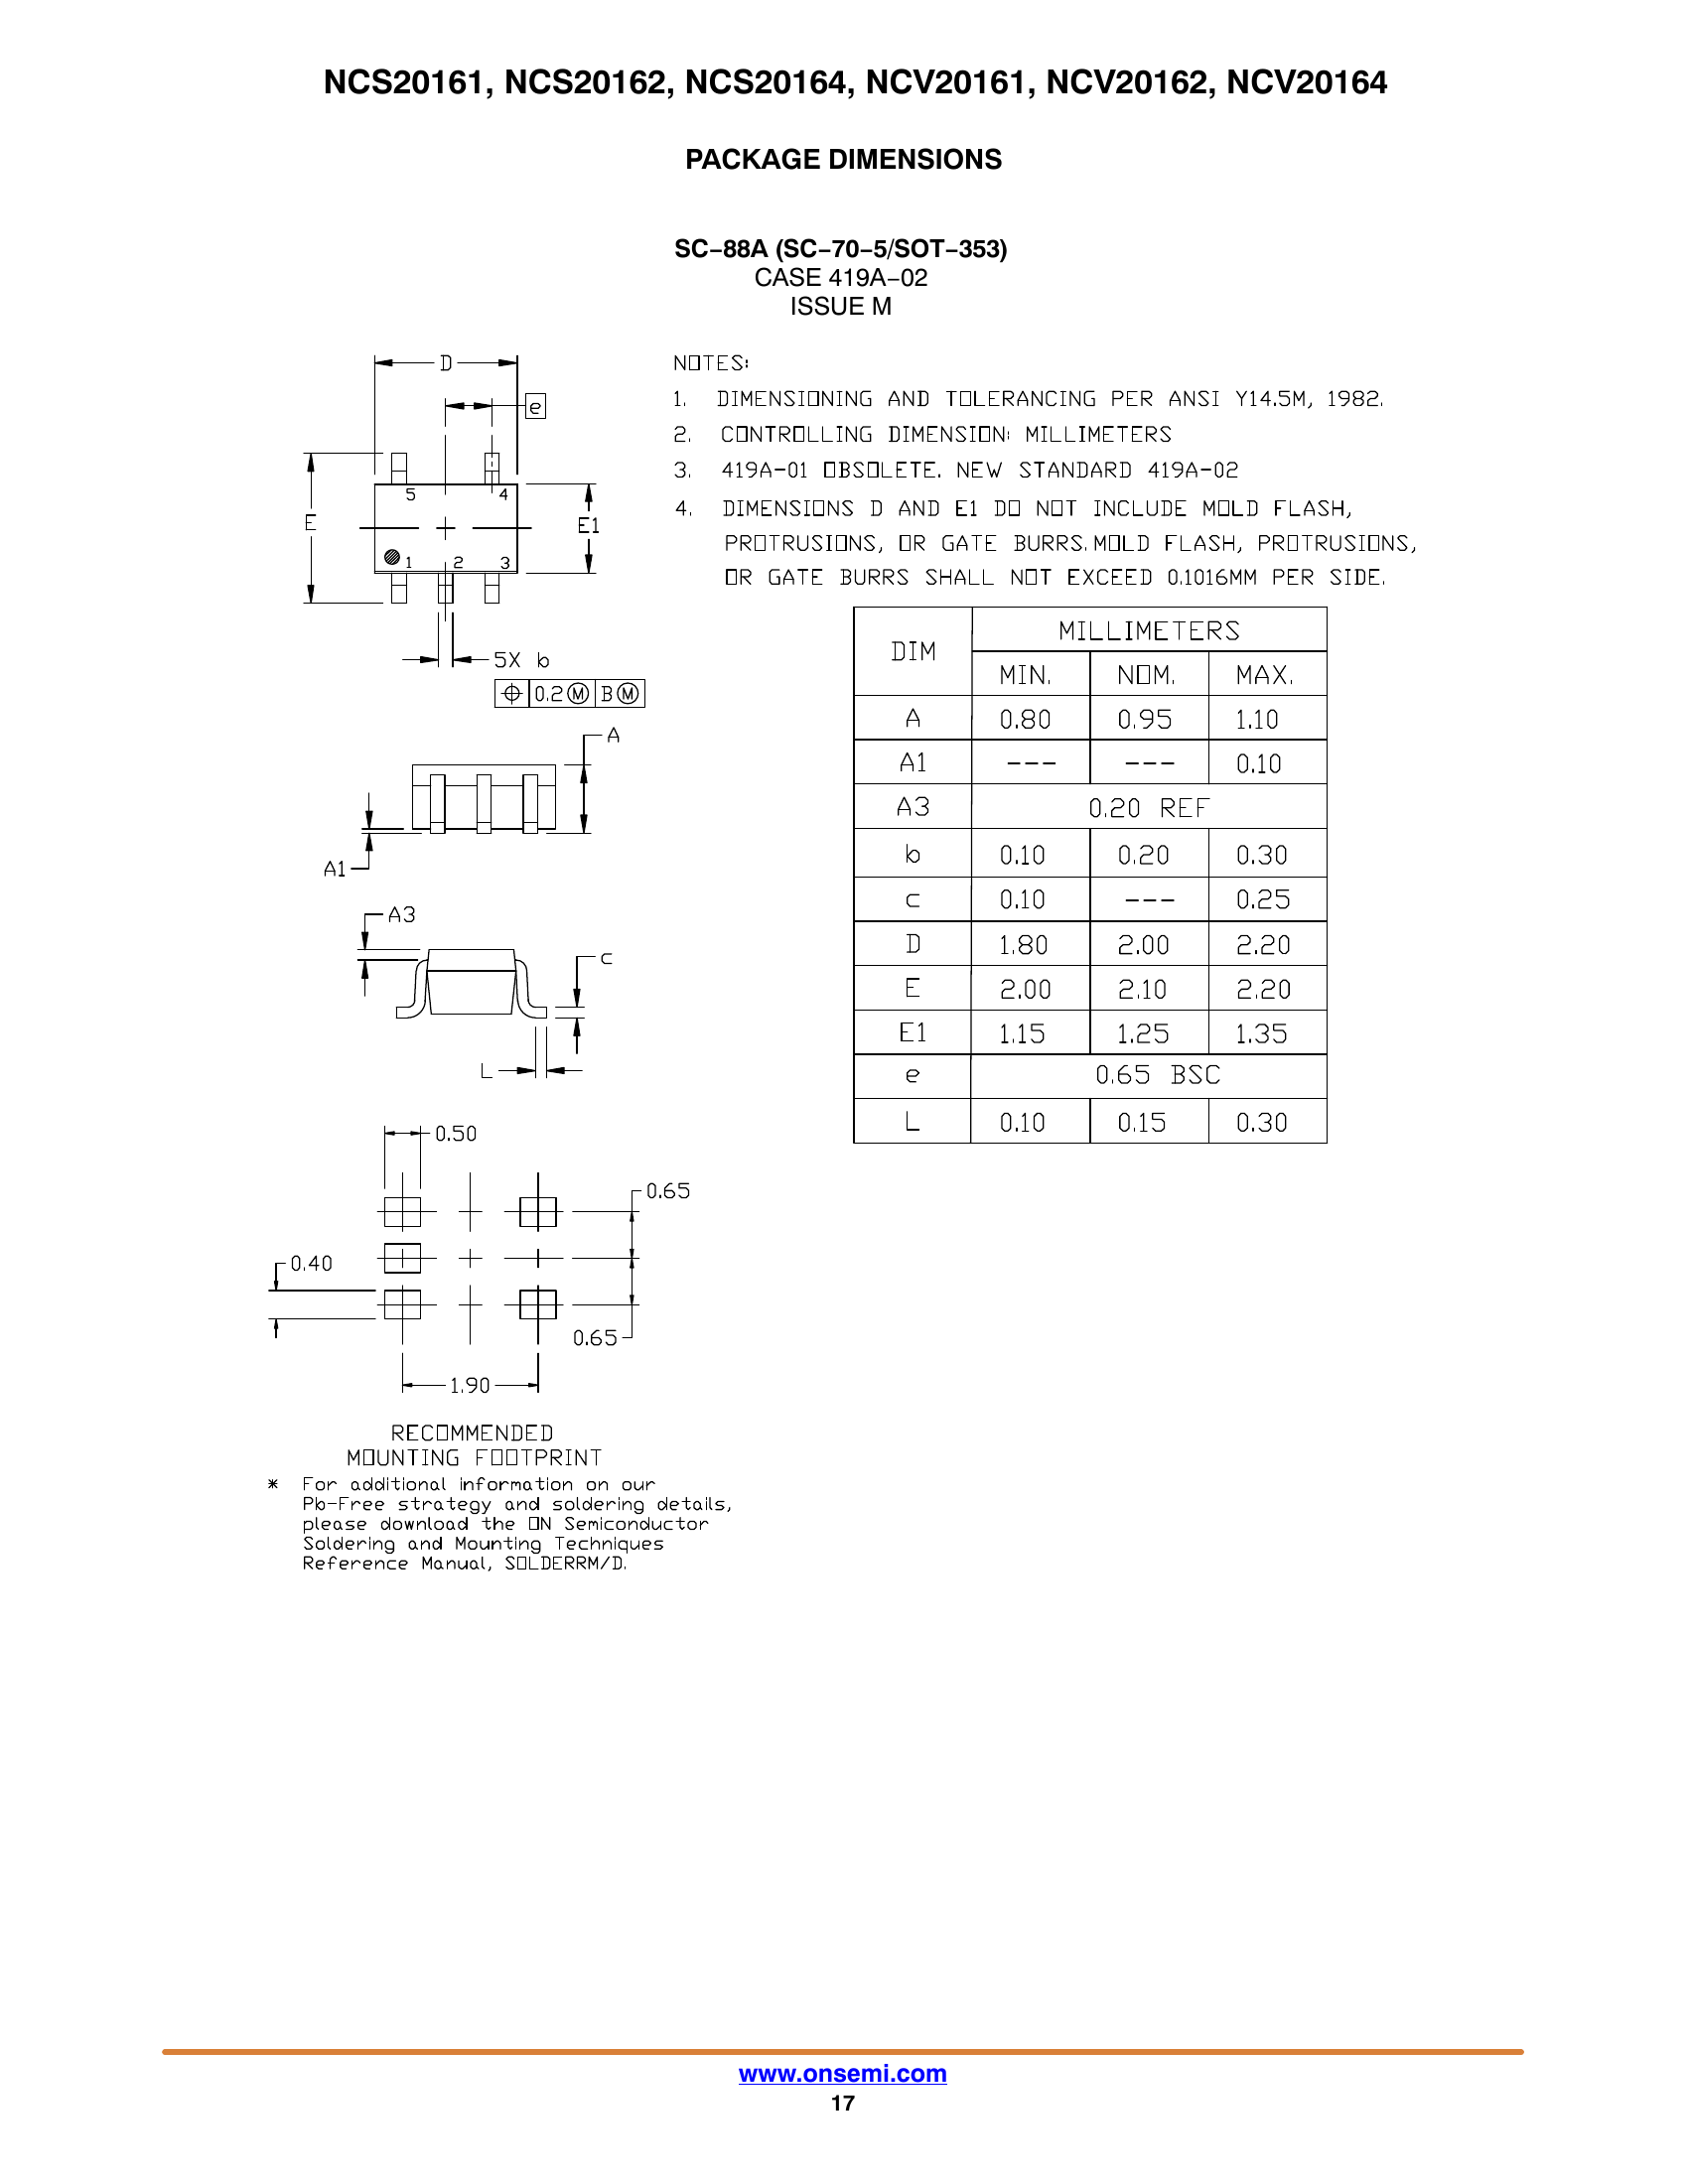 NCS20161, NCS20162, NCS20164, NCV20161, NCV20162, NCV20164
PACKAGE DIMENSIONS
SC−88A (SC−70−5/SOT−353)
CASE 419A−02
ISSUE M
D
e
5
4
E
E1
1
2
3
5X b
0.2 Ⓜ B Ⓜ
A
A1
A3
c
L
0.50
0.65
0.40
0.65
1.90
RECOMMENDED
MOUNTING FOOTPRINT
* For additional information on our
Pb-Free strategy and soldering details,
please download the ON Semiconductor
Soldering and Mounting Techniques
Reference Manual, SOLDERRM/D.
NOTES:
1. DIMENSIONING AND TOLERANCING PER ANSI Y14.5M, 1982.
2. CONTROLLING DIMENSION: MILLIMETERS
3. 419A-01 OBSOLETE. NEW STANDARD 419A-02
4. DIMENSIONS D AND E1 DO NOT INCLUDE MOLD FLASH,
PROTRUSIONS, OR GATE BURRS. MOLD FLASH, PROTRUSIONS,
OR GATE BURRS SHALL NOT EXCEED 0.1016MM PER SIDE.
DIM MILLIMETERS
MIN. NOM. MAX.
A 0.80 0.95 1.10
A1 --- --- 0.10
A3 0.20 REF
b 0.10 0.20 0.30
c 0.10 --- 0.25
D 1.80 2.00 2.20
E 2.00 2.10 2.20
E1 1.15 1.25 1.35
e 0.65 BSC
L 0.10 0.15 0.30
www.onsemi.com
17